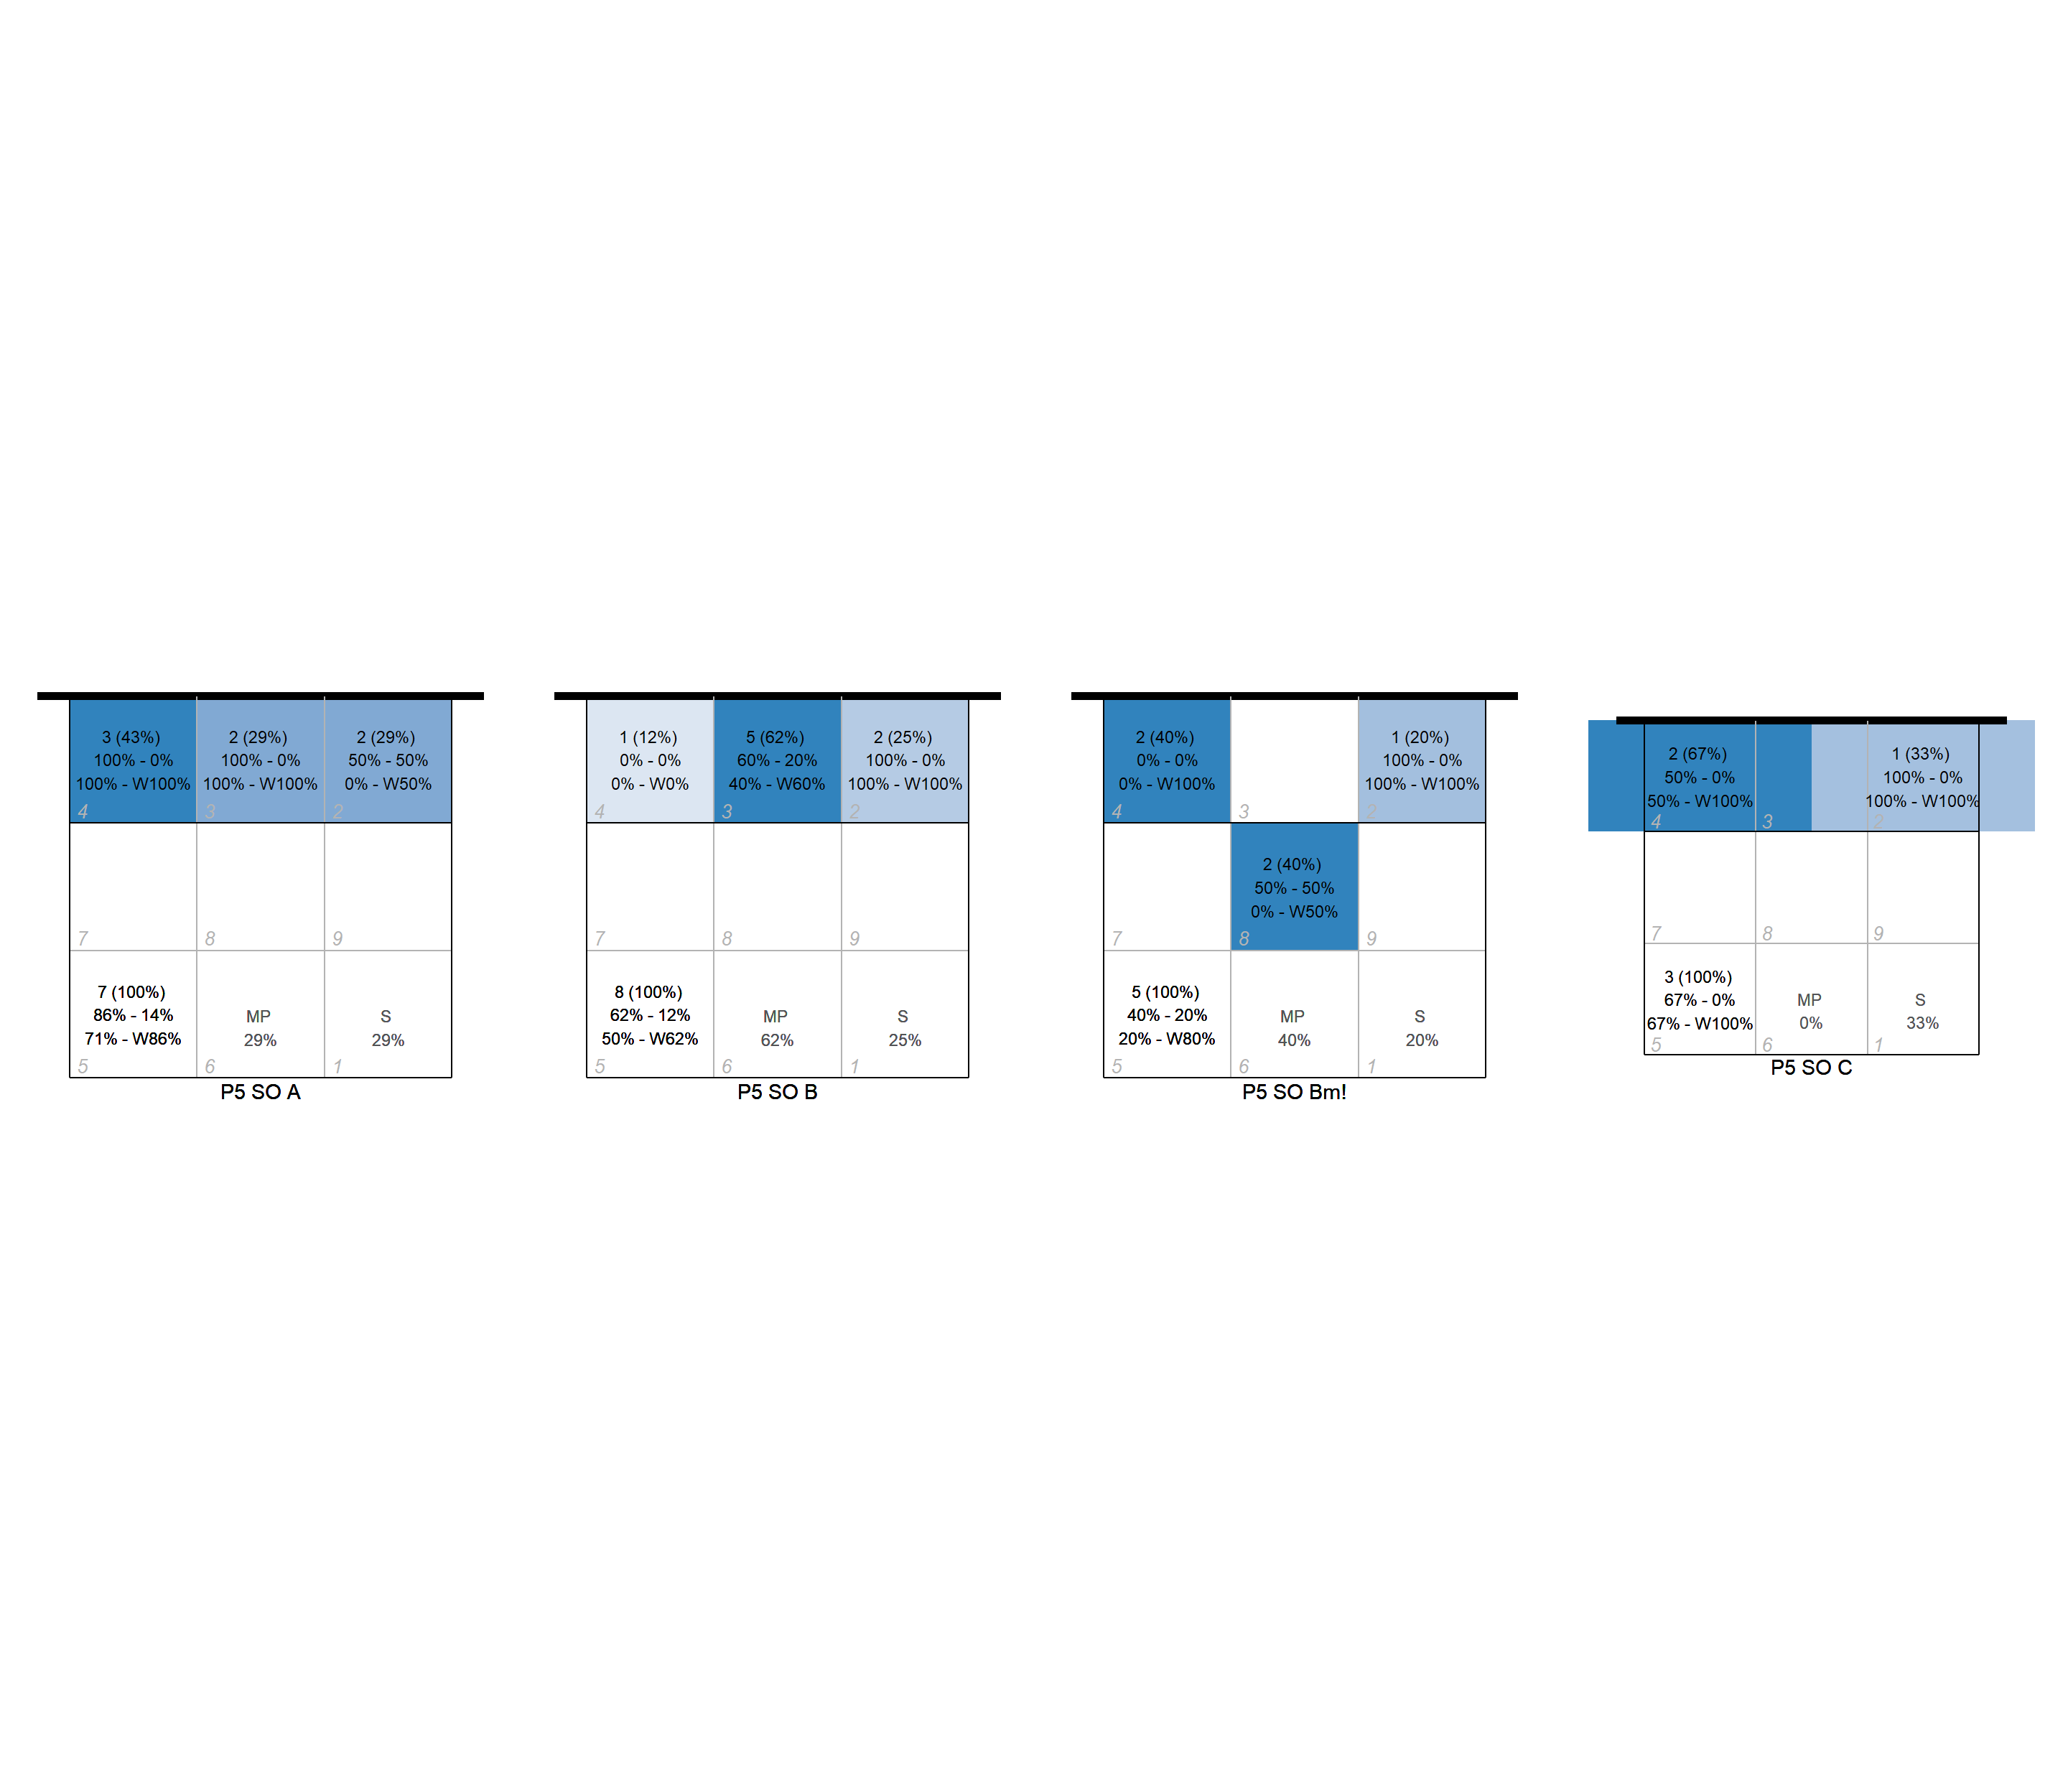 3 (43%)
100% - 0%
100% - W100%
4
2 (29%)
100% - 0%
100% - W100%
3
2 (29%)
50% - 50%
0% - W50%
2
7
8
9
7 (100%)
86% - 14%
71% - W86%
5
MP
29%
6
S
29%
1
P5 SO A
1 (12%)
0% - 0%
0% - W0%
4
5 (62%)
60% - 20%
40% - W60%
3
2 (25%)
100% - 0%
100% - W100%
2
7
8
9
8 (100%)
62% - 12%
50% - W62%
5
MP
62%
6
S
25%
1
P5 SO B
2 (40%)
0% - 0%
0% - W100%
4
3
1 (20%)
100% - 0%
100% - W100%
2
7
2 (40%)
50% - 50%
0% - W50%
8
9
5 (100%)
40% - 20%
20% - W80%
5
MP
40%
6
S
20%
1
P5 SO Bm!
2 (67%)
50% - 0%
50% - W100%
4
3
1 (33%)
100% - 0%
100% - W100%
2
7
8
9
3 (100%)
67% - 0%
67% - W100%
5
MP
0%
6
S
33%
1
P5 SO C